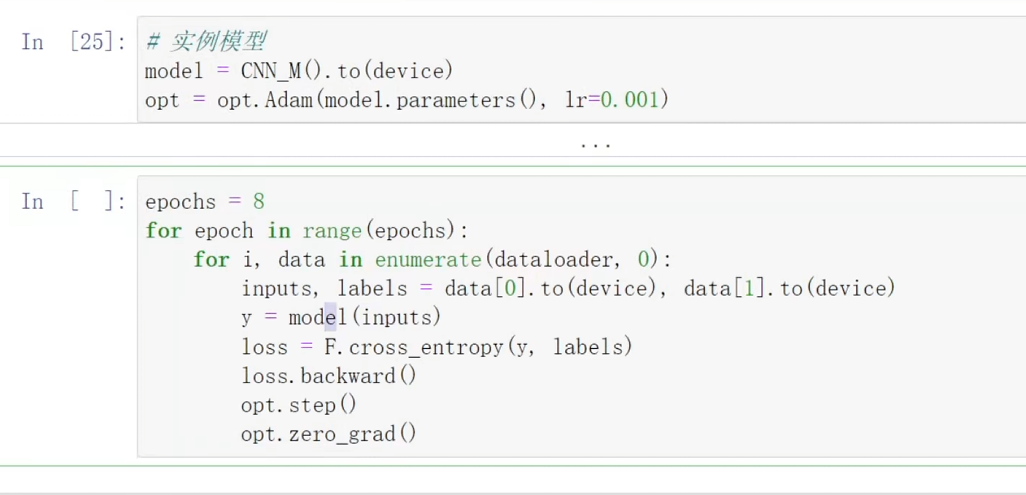 In [25]:
# 实例模型
model = CNN_M().to(device)
opt = opt.Adam(model.parameters(), lr=0.001)
...
In [ ]:
epochs = 8
for epoch in range(epochs):
    for i, data in enumerate(dataloader, 0):
        inputs, labels = data[0].to(device), data[1].to(device)
        y = model(inputs)
        loss = F.cross_entropy(y, labels)
        loss.backward()
        opt.step()
        opt.zero_grad()